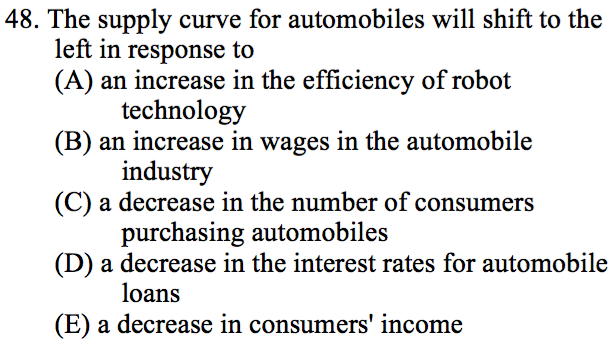 48. The supply curve for automobiles will shift to the
left in response to
(A) an increase in the efficiency of robot
technology
(B) an increase in wages in the automobile
industry
(C) a decrease in the number of consumers
purchasing automobiles
(D) a decrease in the interest rates for automobile
loans
(E) a decrease in consumers' income